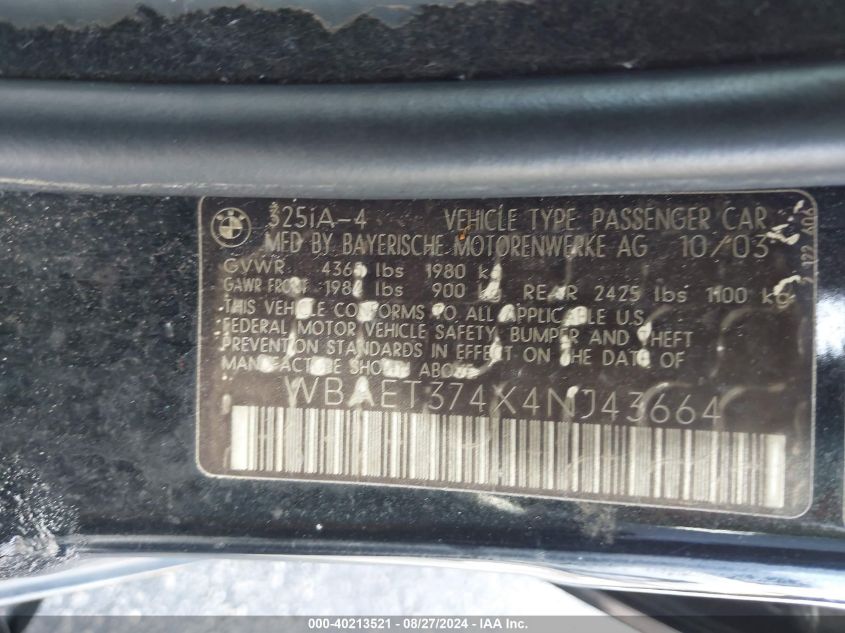 325iA-4 VEHICLE TYPE PASSENGER CAR
MFD BY BAYERISCHE MOTORENWERKE AG 10/03
GVWR 4365 lbs 1980 kg
GAWR FRONT 1984 lbs 900 kg REAR 2425 lbs 1100 kg
THIS VEHICLE CONFORMS TO ALL APPLICABLE U.S.
FEDERAL MOTOR VEHICLE SAFETY, BUMPER AND THEFT
PREVENTION STANDARDS IN EFFECT ON THE DATE OF
MANUFACTURE SHOWN ABOVE
WBAET374X4NJ43664
000-40213521 - 08/27/2024 - IAA Inc.